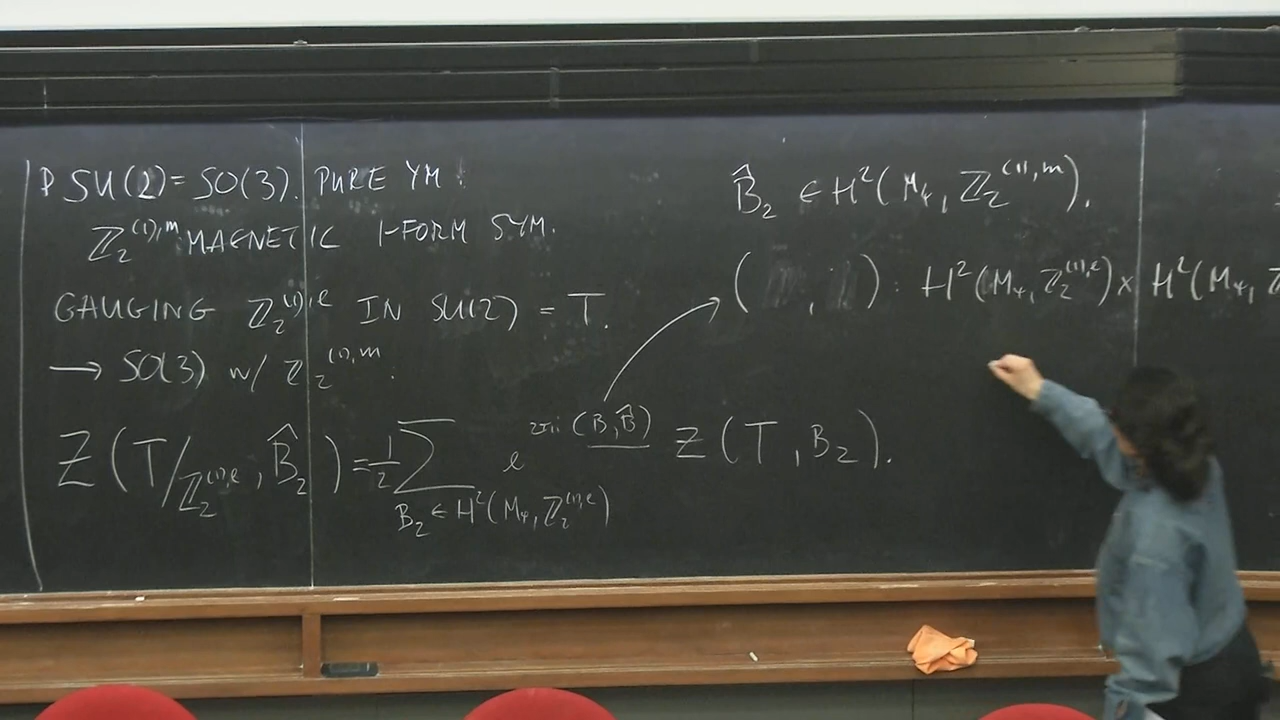 PSU(2) = SO(3). PURE YM :
ℤ₂^(1),m MAGNETIC 1-FORM SYM.
GAUGING ℤ₂^(1),e IN SU(2) = T.
→ SO(3) w/ ℤ₂^(1),m.
Z(T/ℤ₂^(1),e , B̂₂) = 1/2 Σ_{B₂ ∈ H²(M₄, ℤ₂^(1),e)} e^{2πi (B, B̂)} Z(T, B₂).
B̂₂ ∈ H²(M₄, ℤ₂^(1),m).
( , ) : H²(M₄, ℤ₂^(1),e) × H²(M₄, ℤ